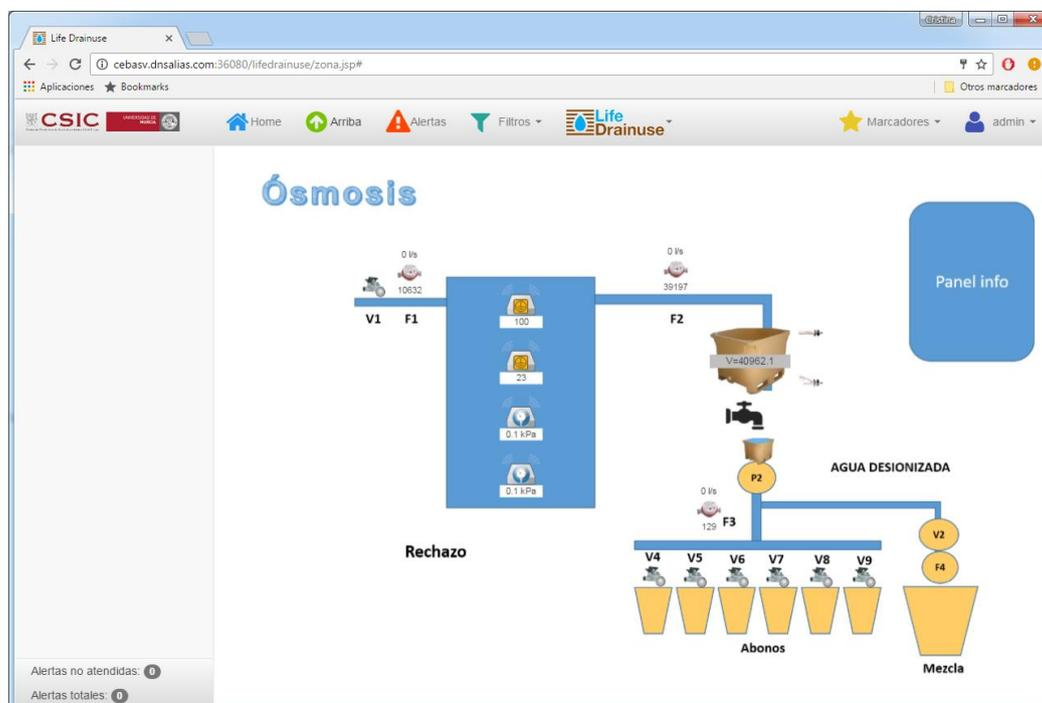 Cristina
Life Drainuse
cebasv.dnsalias.com:36080/lifedrainuse/zona.jsp#
Aplicaciones Bookmarks Otros marcadores
CSIC UNIVERSIDAD DE MURCIA Home Arriba Alertas Filtros Life Drainuse Marcadores admin
Ósmosis
Panel info
0 l/s
10632
V1 F1
0 l/s
39197
F2
100
23
0.1 kPa
0.1 kPa
V=40962.1
P2
AGUA DESIONIZADA
0 l/s
129
F3
V2
F4
Rechazo
V4 V5 V6 V7 V8 V9
Abonos
Mezcla
Alertas no atendidas: 0
Alertas totales: 0